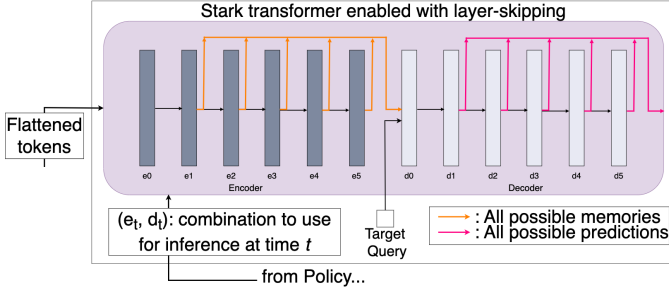 Stark transformer enabled with layer-skipping
Flattened
tokens
e0 e1 e2 e3 e4 e5 d0 d1 d2 d3 d4 d5
Encoder
Decoder
(et, dt): combination to use
for inference at time t
Target
Query
: All possible memories
: All possible predictions
from Policy...